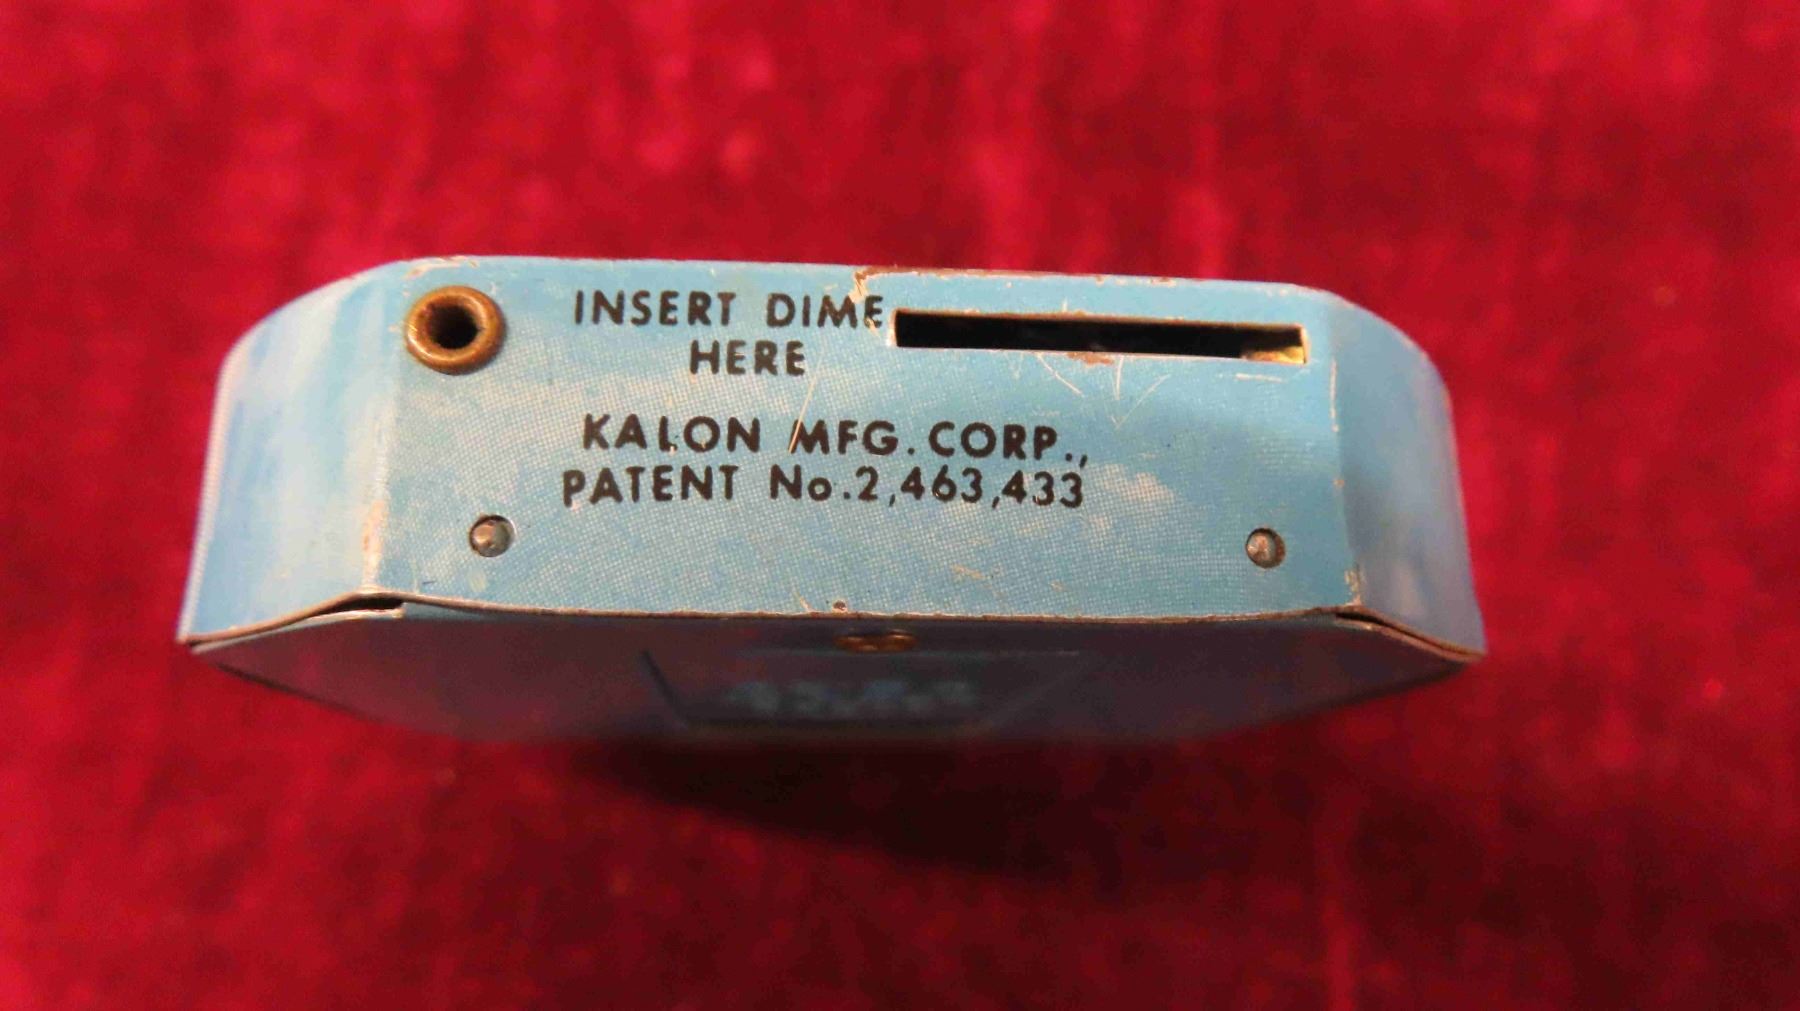 INSERT DIME
HERE
KALON MFG. CORP.,
PATENT No.2,463,433